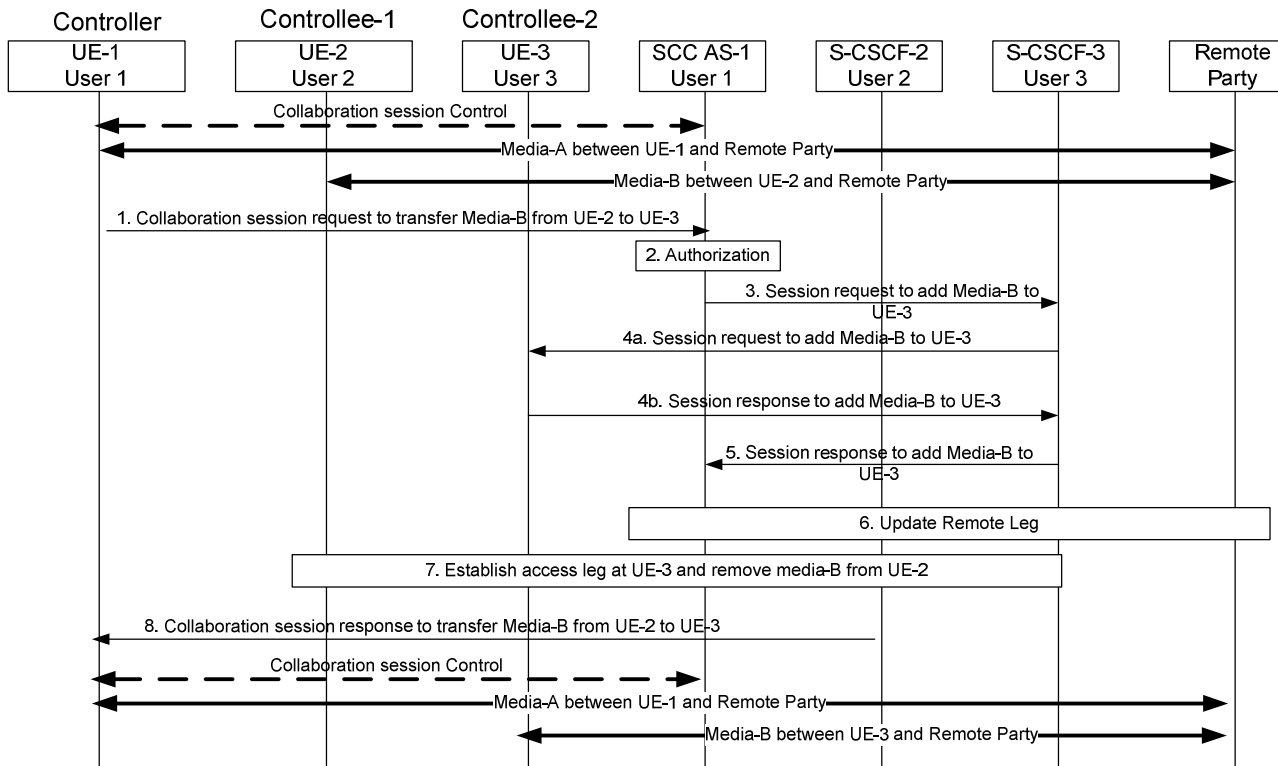 Controller
Controllee-1
Controllee-2
UE-1
User 1
UE-2
User 2
UE-3
User 3
SCC AS-1
User 1
S-CSCF-2
User 2
S-CSCF-3
User 3
Remote
Party
Collaboration session Control
Media-A between UE-1 and Remote Party
Media-B between UE-2 and Remote Party
1. Collaboration session request to transfer Media-B from UE-2 to UE-3
2. Authorization
3. Session request to add Media-B to
UE-3
4a. Session request to add Media-B to UE-3
4b. Session response to add Media-B to UE-3
5. Session response to add Media-B to
UE-3
6. Update Remote Leg
7. Establish access leg at UE-3 and remove media-B from UE-2
8. Collaboration session response to transfer Media-B from UE-2 to UE-3
Collaboration session Control
Media-A between UE-1 and Remote Party
Media-B between UE-3 and Remote Party